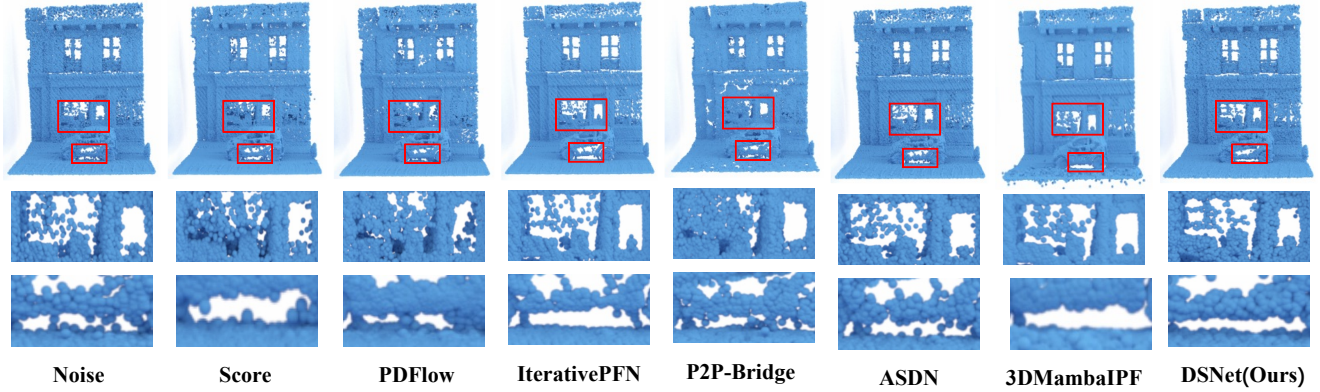 Noise Score PDFlow IterativePFN P2P-Bridge ASDN 3DMambaIPF DSNet(Ours)